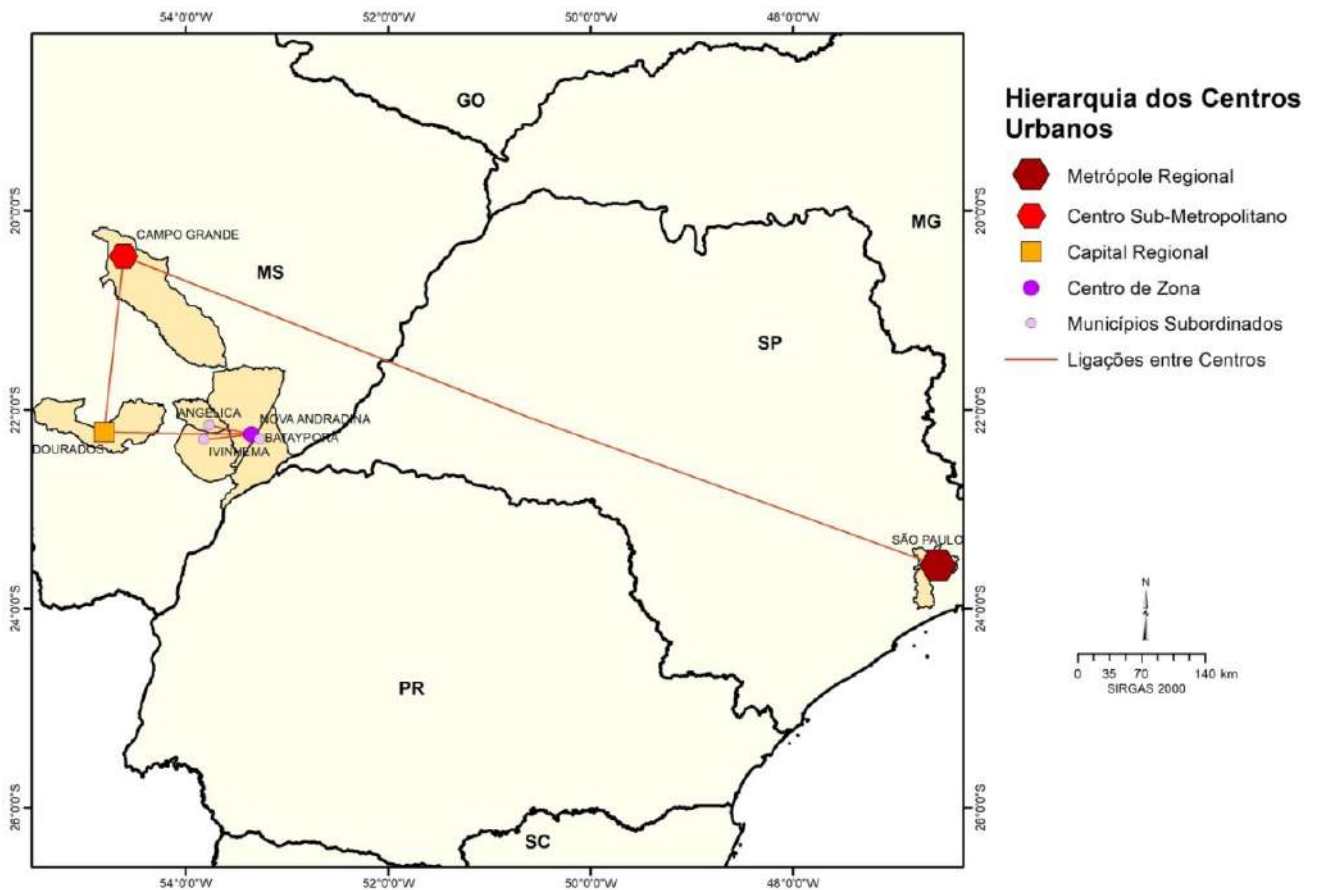 54°0'0"W 52°0'0"W 50°0'0"W 48°0'0"W
GO
20°0'0"S
20°0'0"S
MG
CAMPO GRANDE
MS
SP
22°0'0"S
22°0'0"S
ANGÉLICA
NOVA ANDRADINA
BATAYPORÃ
DOURADOS
IVINHEMA
SÃO PAULO
24°0'0"S
24°0'0"S
PR
26°0'0"S
26°0'0"S
SC
54°0'0"W 52°0'0"W 50°0'0"W 48°0'0"W
Hierarquia dos Centros
Urbanos
Metrópole Regional
Centro Sub-Metropolitano
Capital Regional
Centro de Zona
Municípios Subordinados
Ligações entre Centros
N
0 35 70 140 km
SIRGAS 2000